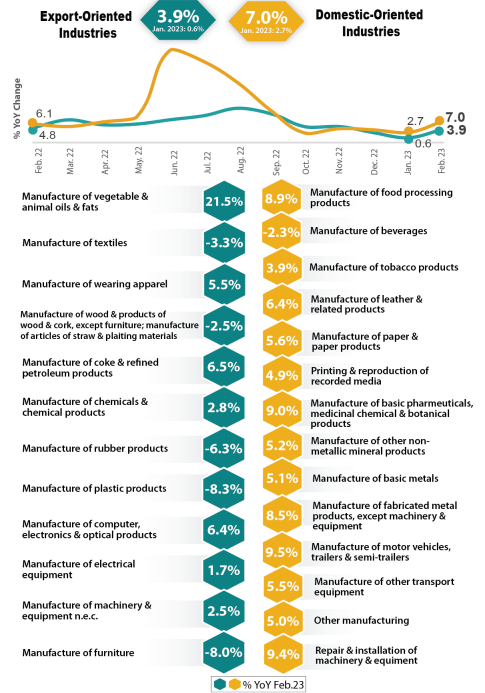 Export-Oriented
Industries
3.9%
Jan. 2023: 0.6%
7.0%
Jan. 2023: 2.7%
Domestic-Oriented
Industries
% YoY Change
6.1
4.8
2.7
0.6
7.0
3.9
Feb. 22
Mar. 22
Apr. 22
May. 22
Jun. 22
Jul. 22
Aug. 22
Sep. 22
Oct. 22
Nov. 22
Dec. 22
Jan. 23
Feb. 23
Manufacture of vegetable &
animal oils & fats
21.5%
Manufacture of textiles
-3.3%
Manufacture of wearing apparel
5.5%
Manufacture of wood & products of
wood & cork, except furniture; manufacture
of articles of straw & plaiting materials
-2.5%
Manufacture of coke & refined
petroleum products
6.5%
Manufacture of chemicals &
chemical products
2.8%
Manufacture of rubber products
-6.3%
Manufacture of plastic products
-8.3%
Manufacture of computer,
electronics & optical products
6.4%
Manufacture of electrical
equipment
1.7%
Manufacture of machinery &
equipment n.e.c.
2.5%
Manufacture of furniture
-8.0%
8.9%
Manufacture of food processing
products
-2.3%
Manufacture of beverages
3.9%
Manufacture of tobacco products
6.4%
Manufacture of leather &
related products
5.6%
Manufacture of paper &
paper products
4.9%
Printing & reproduction of
recorded media
9.0%
Manufacture of basic pharmeuticals,
medicinal chemical & botanical
products
5.2%
Manufacture of other non-
metallic mineral products
5.1%
Manufacture of basic metals
8.5%
Manufacture of fabricated metal
products, except machinery &
equipment
9.5%
Manufacture of motor vehicles,
trailers & semi-trailers
5.5%
Manufacture of other transport
equipment
5.0%
Other manufacturing
9.4%
Repair & installation of
machinery & equiment
% YoY Feb.23